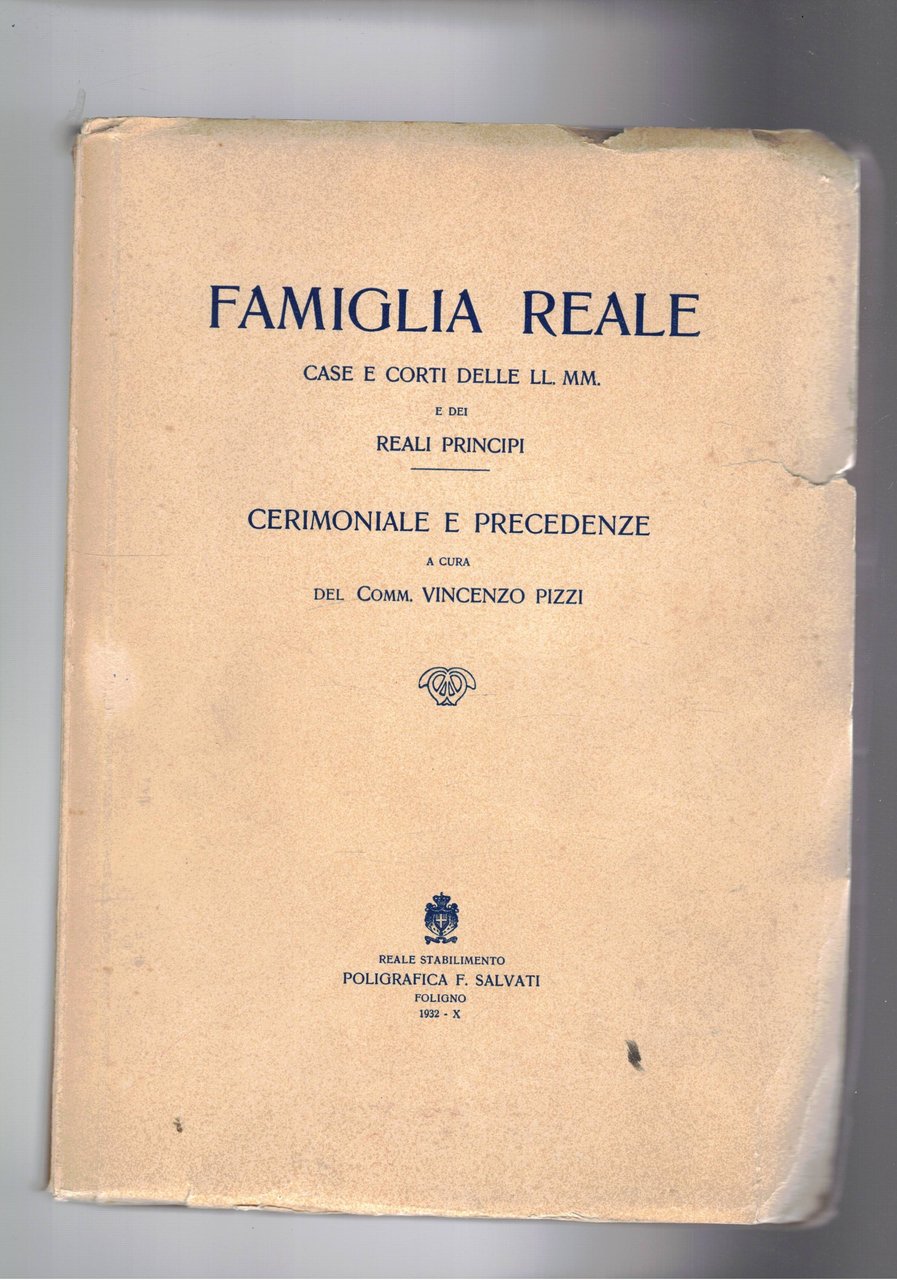 FAMIGLIA REALE
CASE E CORTI DELLE LL. MM.
E DEI
REALI PRINCIPI
CERIMONIALE E PRECEDENZE
A CURA
DEL COMM. VINCENZO PIZZI
REALE STABILIMENTO
POLIGRAFICA F. SALVATI
FOLIGNO
1932 - X